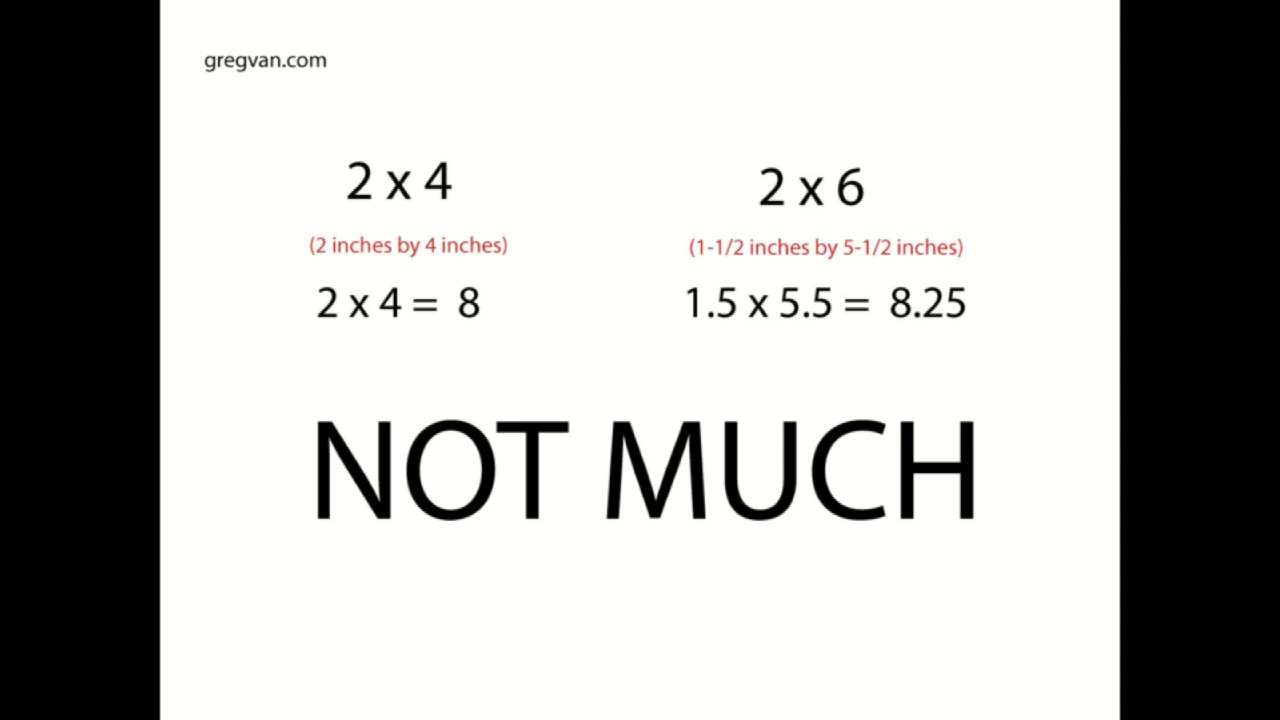 gregvan.com
2 x 4
(2 inches by 4 inches)
2 x 4 = 8
2 x 6
(1-1/2 inches by 5-1/2 inches)
1.5 x 5.5 = 8.25
NOT MUCH